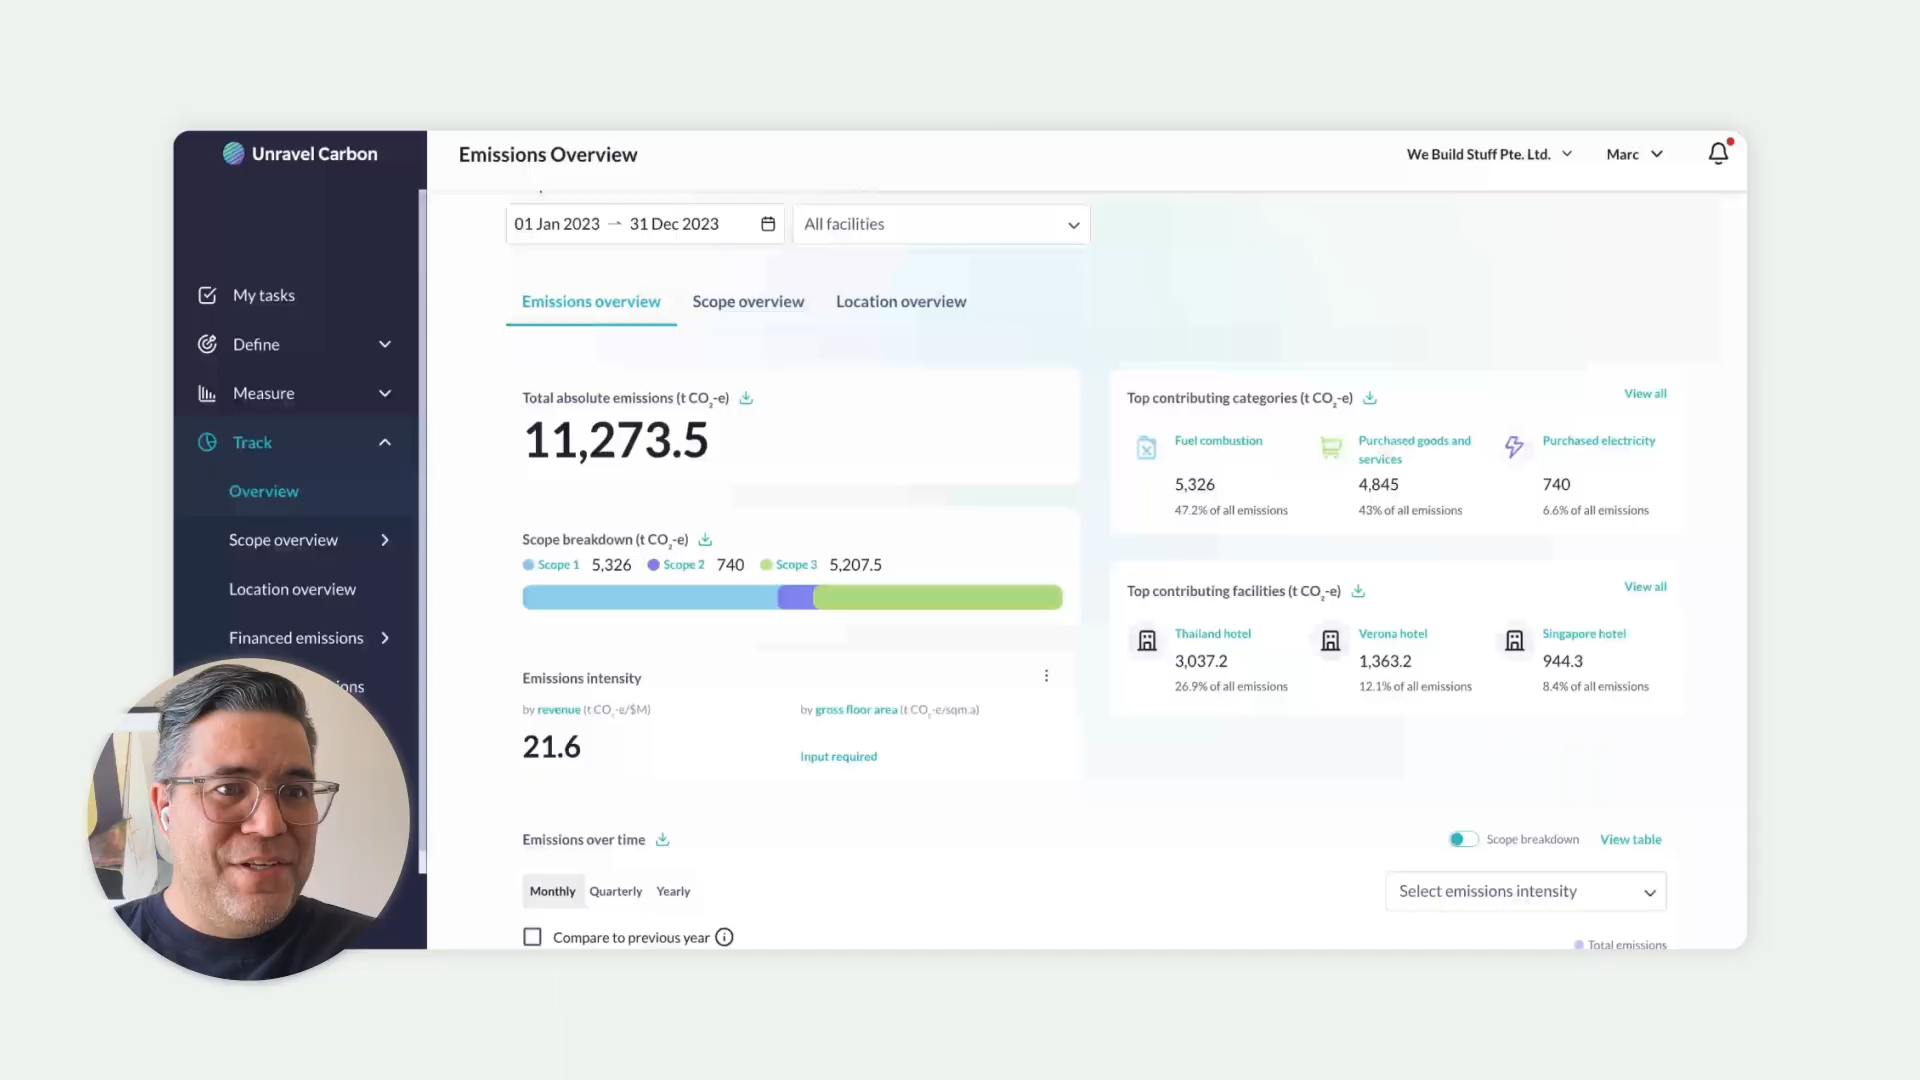 Unravel Carbon
Emissions Overview
We Build Stuff Pte. Ltd.
Marc
01 Jan 2023 → 31 Dec 2023
All facilities
My tasks
Define
Measure
Track
Overview
Scope overview
Location overview
Financed emissions
ons
Emissions overview
Scope overview
Location overview
Total absolute emissions (t CO₂-e)
11,273.5
Scope breakdown (t CO₂-e)
Scope 1 5,326 Scope 2 740 Scope 3 5,207.5
Emissions intensity
by revenue (t CO₂-e/$M)
21.6
by gross floor area (t CO₂-e/sqm.a)
Input required
Top contributing categories (t CO₂-e)
View all
Fuel combustion
5,326
47.2% of all emissions
Purchased goods and
services
4,845
43% of all emissions
Purchased electricity
740
6.6% of all emissions
Top contributing facilities (t CO₂-e)
View all
Thailand hotel
3,037.2
26.9% of all emissions
Verona hotel
1,363.2
12.1% of all emissions
Singapore hotel
944.3
8.4% of all emissions
Emissions over time
Scope breakdown
View table
Monthly Quarterly Yearly
Select emissions intensity
Compare to previous year
Total emissions